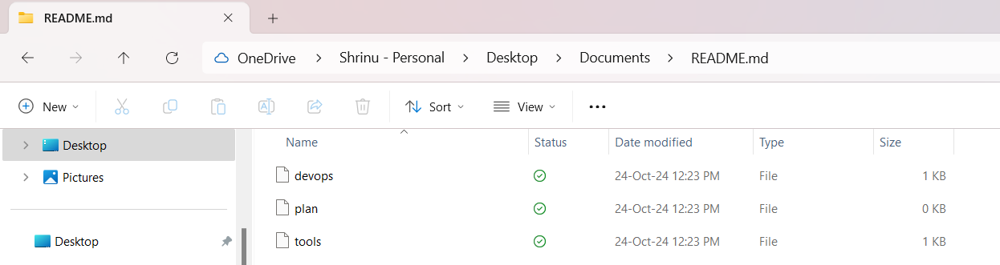 README.md
OneDrive > Shrinu - Personal > Desktop > Documents > README.md
New Sort View
Desktop
Pictures
Desktop
Name Status Date modified Type Size
devops 24-Oct-24 12:23 PM File 1 KB
plan 24-Oct-24 12:23 PM File 0 KB
tools 24-Oct-24 12:23 PM File 1 KB